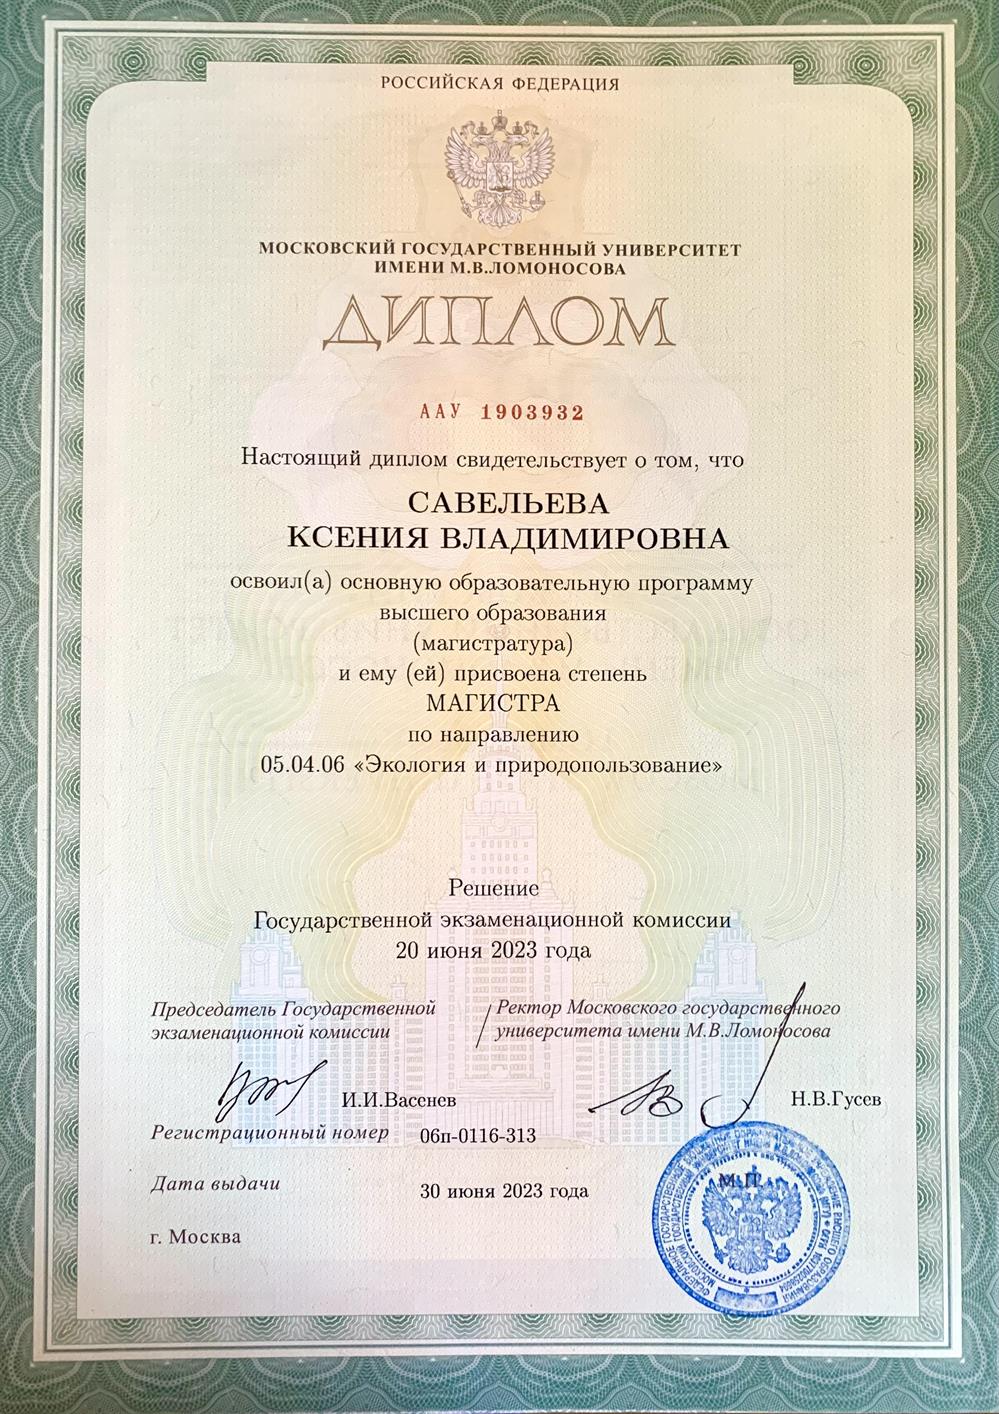 РОССИЙСКАЯ ФЕДЕРАЦИЯ
МОСКОВСКИЙ ГОСУДАРСТВЕННЫЙ УНИВЕРСИТЕТ
ИМЕНИ М.В.ЛОМОНОСОВА
ДИПЛОМ
ААУ 1903932
Настоящий диплом свидетельствует о том, что
САВЕЛЬЕВА
КСЕНИЯ ВЛАДИМИРОВНА
освоил(а) основную образовательную программу
высшего образования
(магистратура)
и ему (ей) присвоена степень
МАГИСТРА
по направлению
05.04.06 «Экология и природопользование»
Решение
Государственной экзаменационной комиссии
20 июня 2023 года
Председатель Государственной
экзаменационной комиссии
Ректор Московского государственного
университета имени М.В.Ломоносова
И.И.Васенев
Н.В.Гусев
Регистрационный номер 06п-0116-313
М.П.
Дата выдачи 30 июня 2023 года
г. Москва